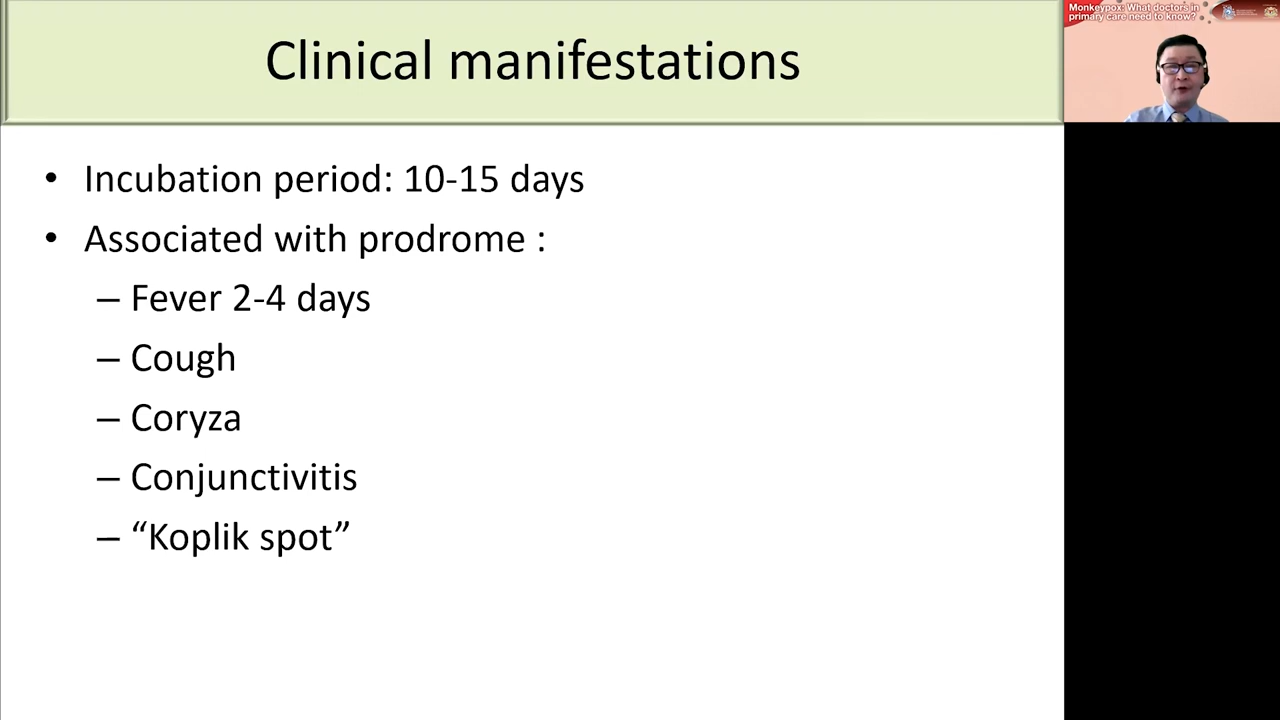 Clinical manifestations
Monkeypox: What doctors in
primary care need to know?
• Incubation period: 10-15 days
• Associated with prodrome :
– Fever 2-4 days
– Cough
– Coryza
– Conjunctivitis
– “Koplik spot”